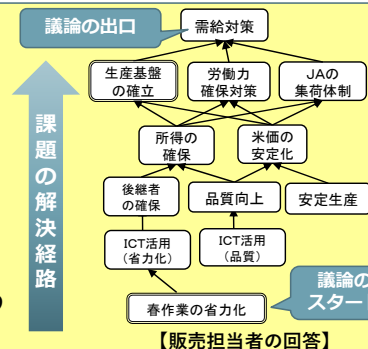 議論の出口
需給対策
生産基盤
の確立
労働力
確保対策
JAの
集荷体制
課題の解決経路
所得の
確保
米価の
安定化
後継者
の確保
品質向上
安定生産
ICT活用
(省力化)
ICT活用
(品質)
議論の
スター
春作業の省力化
【販売担当者の回答】